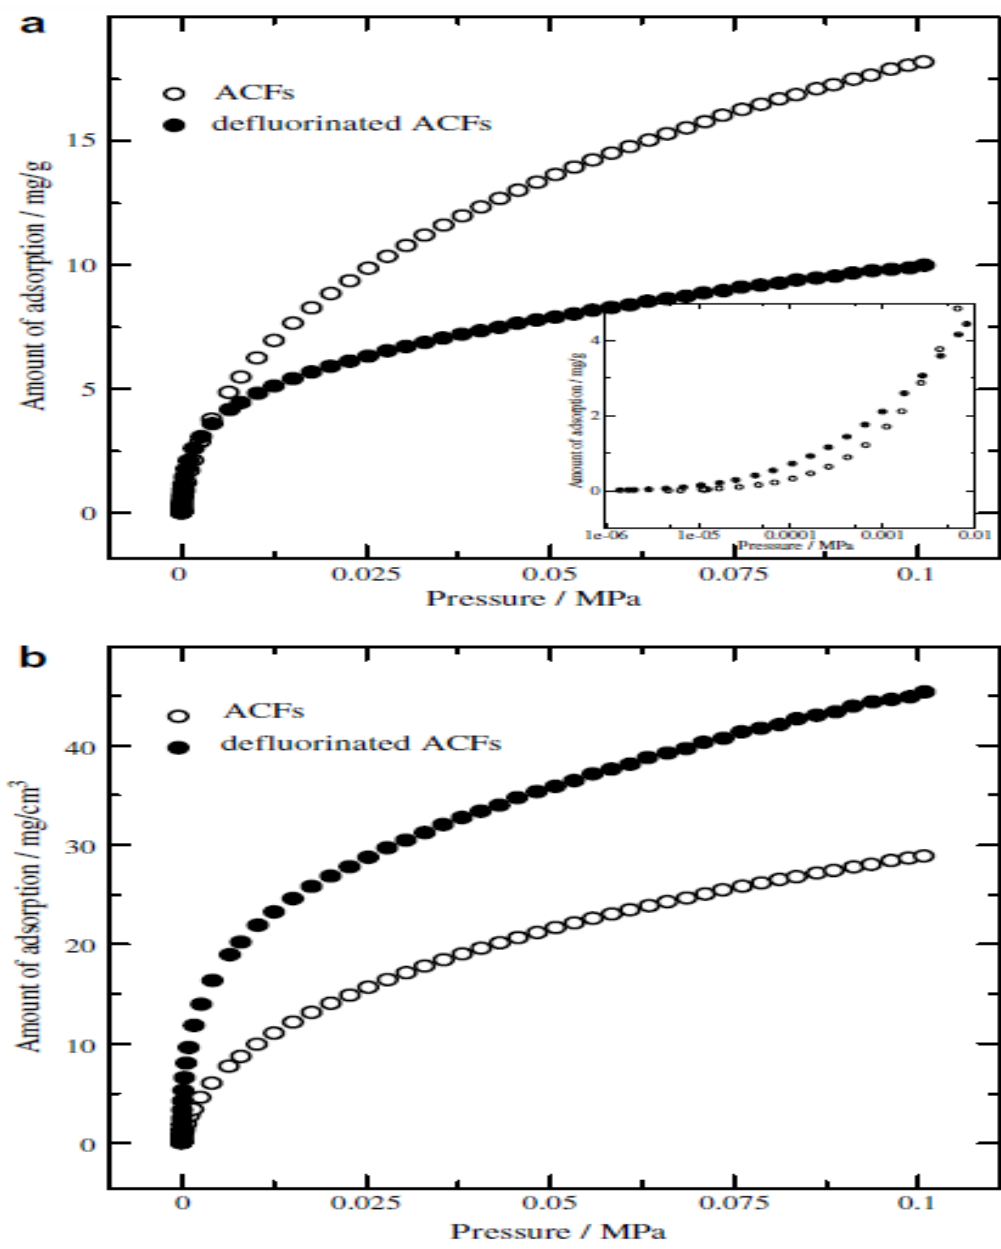 a
ACFs
defluorinated ACFs
Amount of adsorption / mg/g
15
10
5
0
0 0.025 0.05 0.075 0.1
Pressure / MPa
Amount of adsorption / mg/g
4
2
0
1e-06 1e-05 0.0001 0.001 0.01
Pressure / MPa
b
ACFs
defluorinated ACFs
Amount of adsorption / mg/cm³
40
30
20
10
0
0 0.025 0.05 0.075 0.1
Pressure / MPa